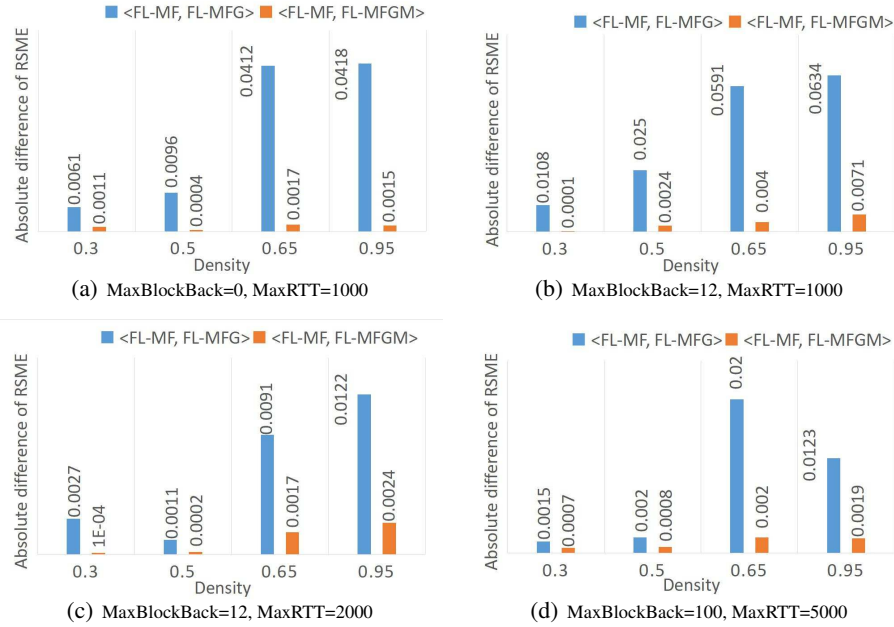 <FL-MF, FL-MFG> <FL-MF, FL-MFGM>
Absolute difference of RSME
0.0061
0.0011
0.0096
0.0004
0.0412
0.0017
0.0418
0.0015
0.3 0.5 0.65 0.95
Density
(a) MaxBlockBack=0, MaxRTT=1000
<FL-MF, FL-MFG> <FL-MF, FL-MFGM>
Absolute difference of RSME
0.0108
0.0001
0.025
0.0024
0.0591
0.004
0.0634
0.0071
0.3 0.5 0.65 0.95
Density
(b) MaxBlockBack=12, MaxRTT=1000
<FL-MF, FL-MFG> <FL-MF, FL-MFGM>
Absolute difference of RSME
0.0027
1E-04
0.0011
0.0002
0.0091
0.0017
0.0122
0.0024
0.3 0.5 0.65 0.95
Density
(c) MaxBlockBack=12, MaxRTT=2000
<FL-MF, FL-MFG> <FL-MF, FL-MFGM>
Absolute difference of RSME
0.0015
0.0007
0.002
0.0008
0.02
0.002
0.0123
0.0019
0.3 0.5 0.65 0.95
Density
(d) MaxBlockBack=100, MaxRTT=5000